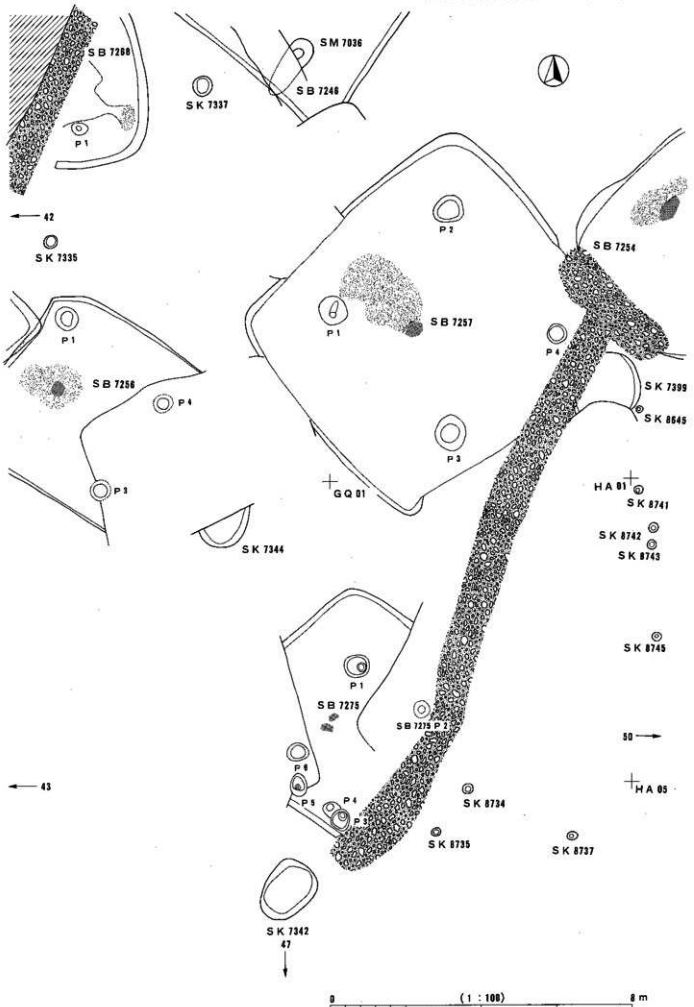 SM 7036
SB 7268
SB 7246
SK 7337
P 1
P 2
← 42
SB 7254
SK 7335
P 1
P 1
SB 7257
P 4
SB 7256
SK 7399
P 4
SK 8645
P 3
P 3
GQ 01
HA 01
SK 8741
SK 8742
SK 7344
SK 8743
SK 8745
P 1
SB 7275
SB 7275 P 2
50 →
P 6
← 43
P 5
P 4
P 3
HA 05
SK 8734
SK 8735
SK 8737
SK 7342
47
↓
0
8 m